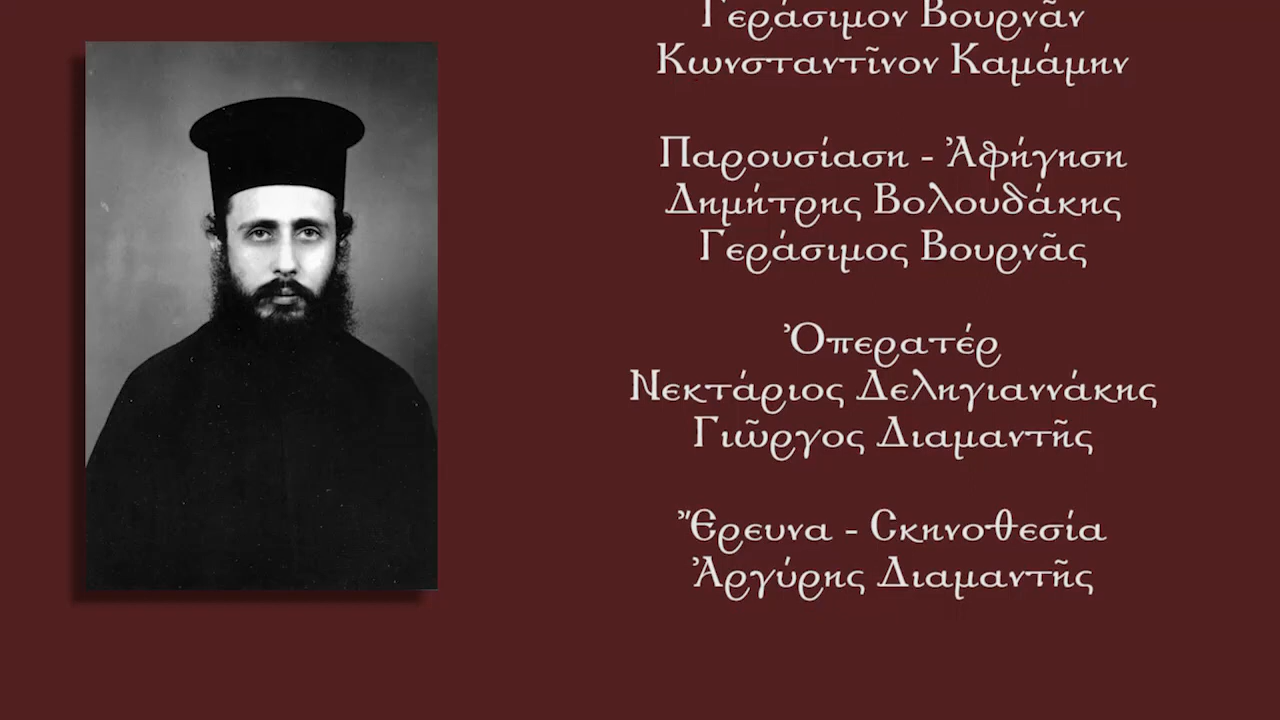 Γεράσιμον Βουρνᾶν
Κωνσταντῖνον Καμάμην
Παρουσίαση - Ἀφήγηση
Δημήτρης Βολουδάκης
Γεράσιμος Βουρνᾶς
Ὀπερατέρ
Νεκτάριος Δεληγιαννάκης
Γιῶργος Διαμαντῆς
Ἔρευνα - Σκηνοθεσία
Ἀργύρης Διαμαντῆς